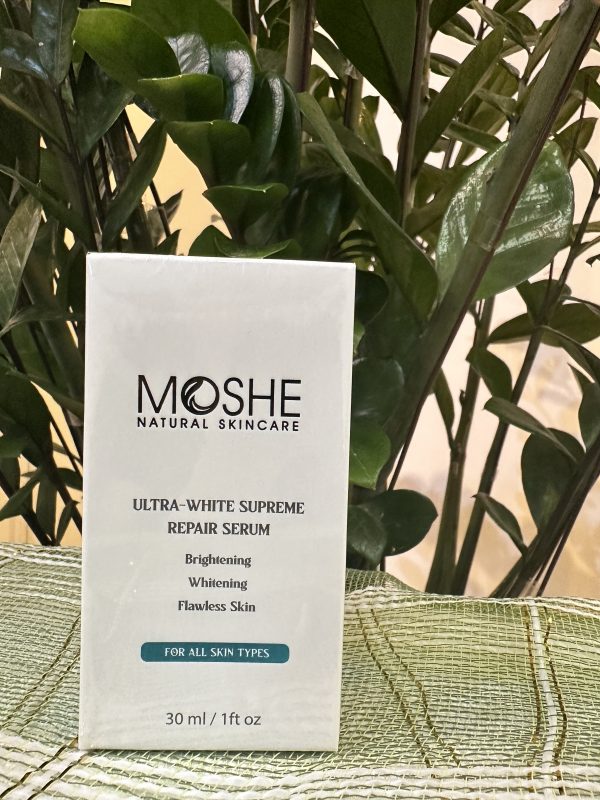 MOSHE
NATURAL SKINCARE
ULTRA-WHITE SUPREME
REPAIR SERUM
Brightening
Whitening
Flawless Skin
FOR ALL SKIN TYPES
30 ml / 1ft oz